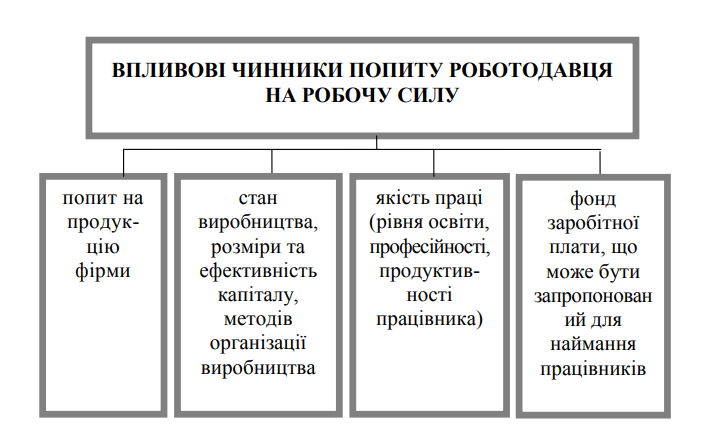 ВПЛИВОВІ ЧИННИКИ ПОПИТУ РОБОТОДАВЦЯ
НА РОБОЧУ СИЛУ
попит на
продук-
цію
фірми
стан
виробництва,
розміри та
ефективність
капіталу,
методів
організації
виробництва
якість праці
(рівня освіти,
професійності,
продуктив-
ності
працівника)
фонд
заробітної
плати, що
може бути
запропонован
ий для
наймання
працівників